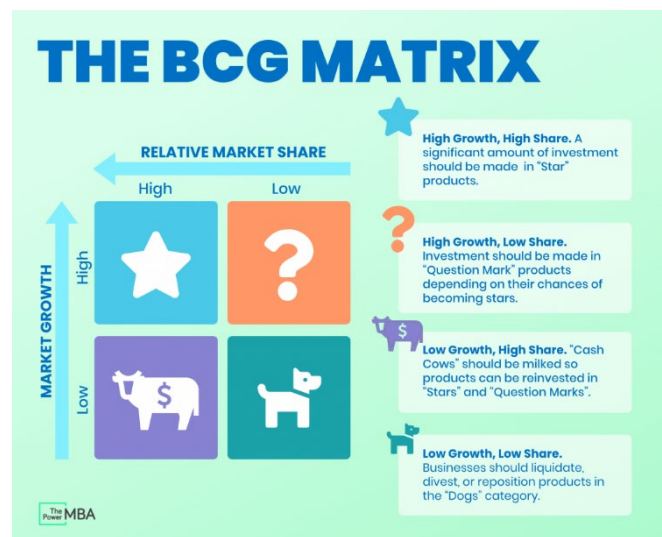 THE BCG MATRIX
RELATIVE MARKET SHARE
High
Low
MARKET GROWTH
High
Low
?
$
High Growth, High Share. A
significant amount of investment
should be made in "Star"
products.
?
High Growth, Low Share.
Investment should be made in
"Question Mark" products
depending on their chances of
becoming stars.
$
Low Growth, High Share. "Cash
Cows" should be milked so
products can be reinvested in
"Stars" and "Question Marks".
Low Growth, Low Share.
Businesses should liquidate,
divest, or reposition products in
the "Dogs" category.
The Power MBA